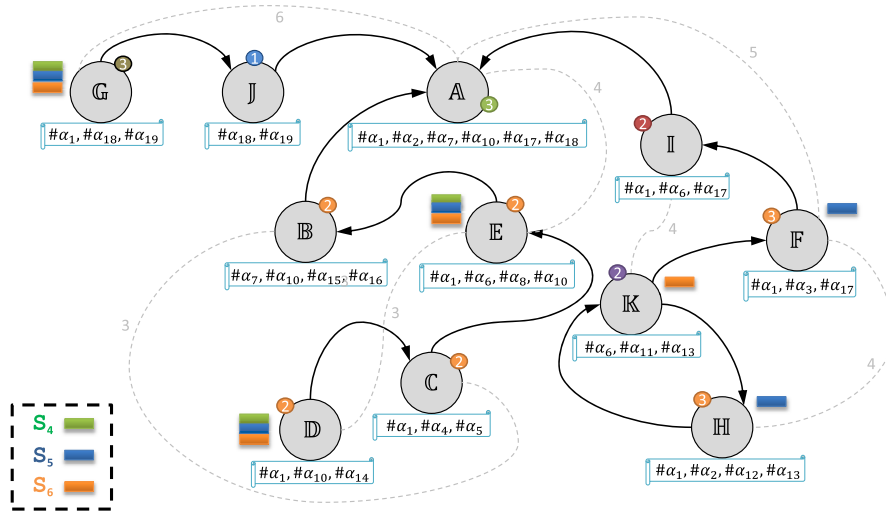 6
3
𝔾
#α₁, #α₁₈, #α₁₉
1
𝕁
#α₁₈, #α₁₉
𝔸
3
#α₁, #α₂, #α₇, #α₁₀, #α₁₇, #α₁₈
4
5
2
𝕀
#α₁, #α₆, #α₁₇
2
𝔹
#α₇, #α₁₀, #α₁₅, #α₁₆
2
𝔼
#α₁, #α₆, #α₈, #α₁₀
4
3
𝔽
#α₁, #α₃, #α₁₇
2
𝕂
#α₆, #α₁₁, #α₁₃
3
3
2
ℂ
#α₁, #α₄, #α₅
4
2
𝔻
#α₁, #α₁₀, #α₁₄
3
ℍ
#α₁, #α₂, #α₁₂, #α₁₃
𝕊₄
𝕊₅
𝕊₆